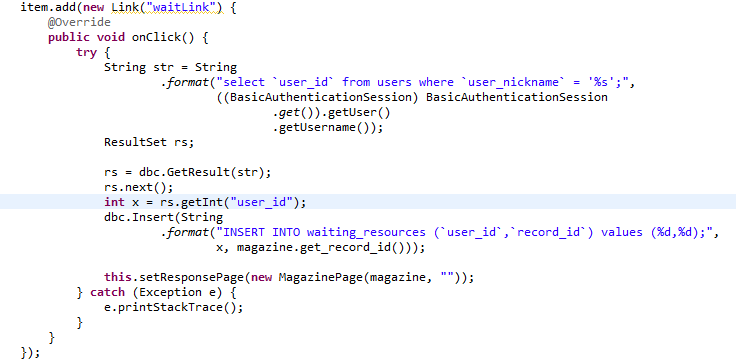 item.add(new Link("waitLink") {
@Override
public void onClick() {
try {
String str = String
.format("select `user_id` from users where `user_nickname` = '%s';",
((BasicAuthenticationSession) BasicAuthenticationSession
.get()).getUser()
.getUsername());
ResultSet rs;
rs = dbc.GetResult(str);
rs.next();
int x = rs.getInt("user_id");
dbc.Insert(String
.format("INSERT INTO waiting_resources (`user_id`,`record_id`) values (%d,%d);",
x, magazine.get_record_id()));
this.setResponsePage(new MagazinePage(magazine, ""));
} catch (Exception e) {
e.printStackTrace();
}
}
});